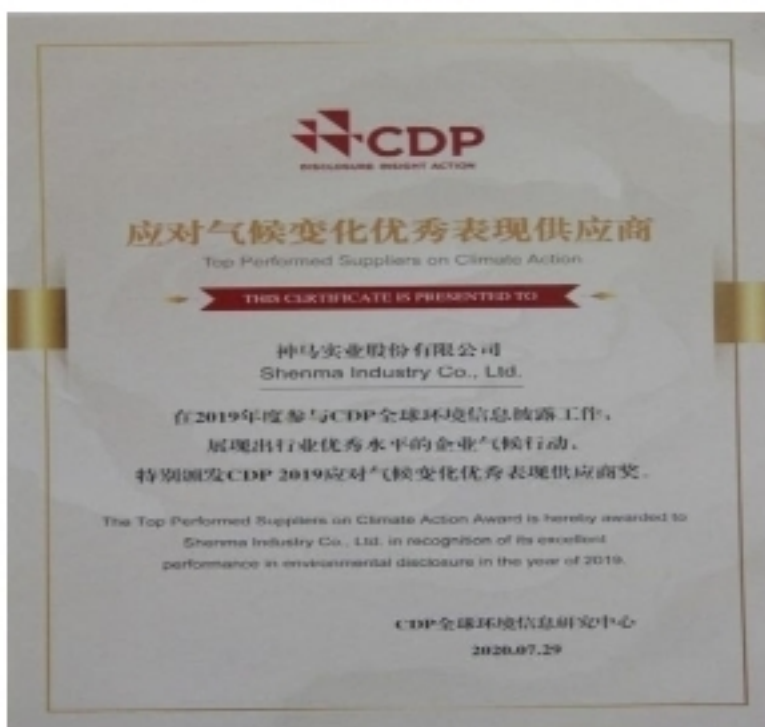 CDP
DISCLOSURE INSIGHT ACTION
应对气候变化优秀表现供应商
Top Performed Suppliers on Climate Action
THIS CERTIFICATE IS PRESENTED TO
神马实业股份有限公司
Shenma Industry Co., Ltd.
在2019年度参与CDP全球环境信息披露工作，
展现出行业优秀水平的企业气候行动，
特别颁发CDP 2019应对气候变化优秀表现供应商奖。
The Top Performed Suppliers on Climate Action Award is hereby awarded to
Shenma Industry Co., Ltd. in recognition of its excellent
performance in environmental disclosure in the year of 2019.
CDP全球环境信息研究中心
2020.07.29